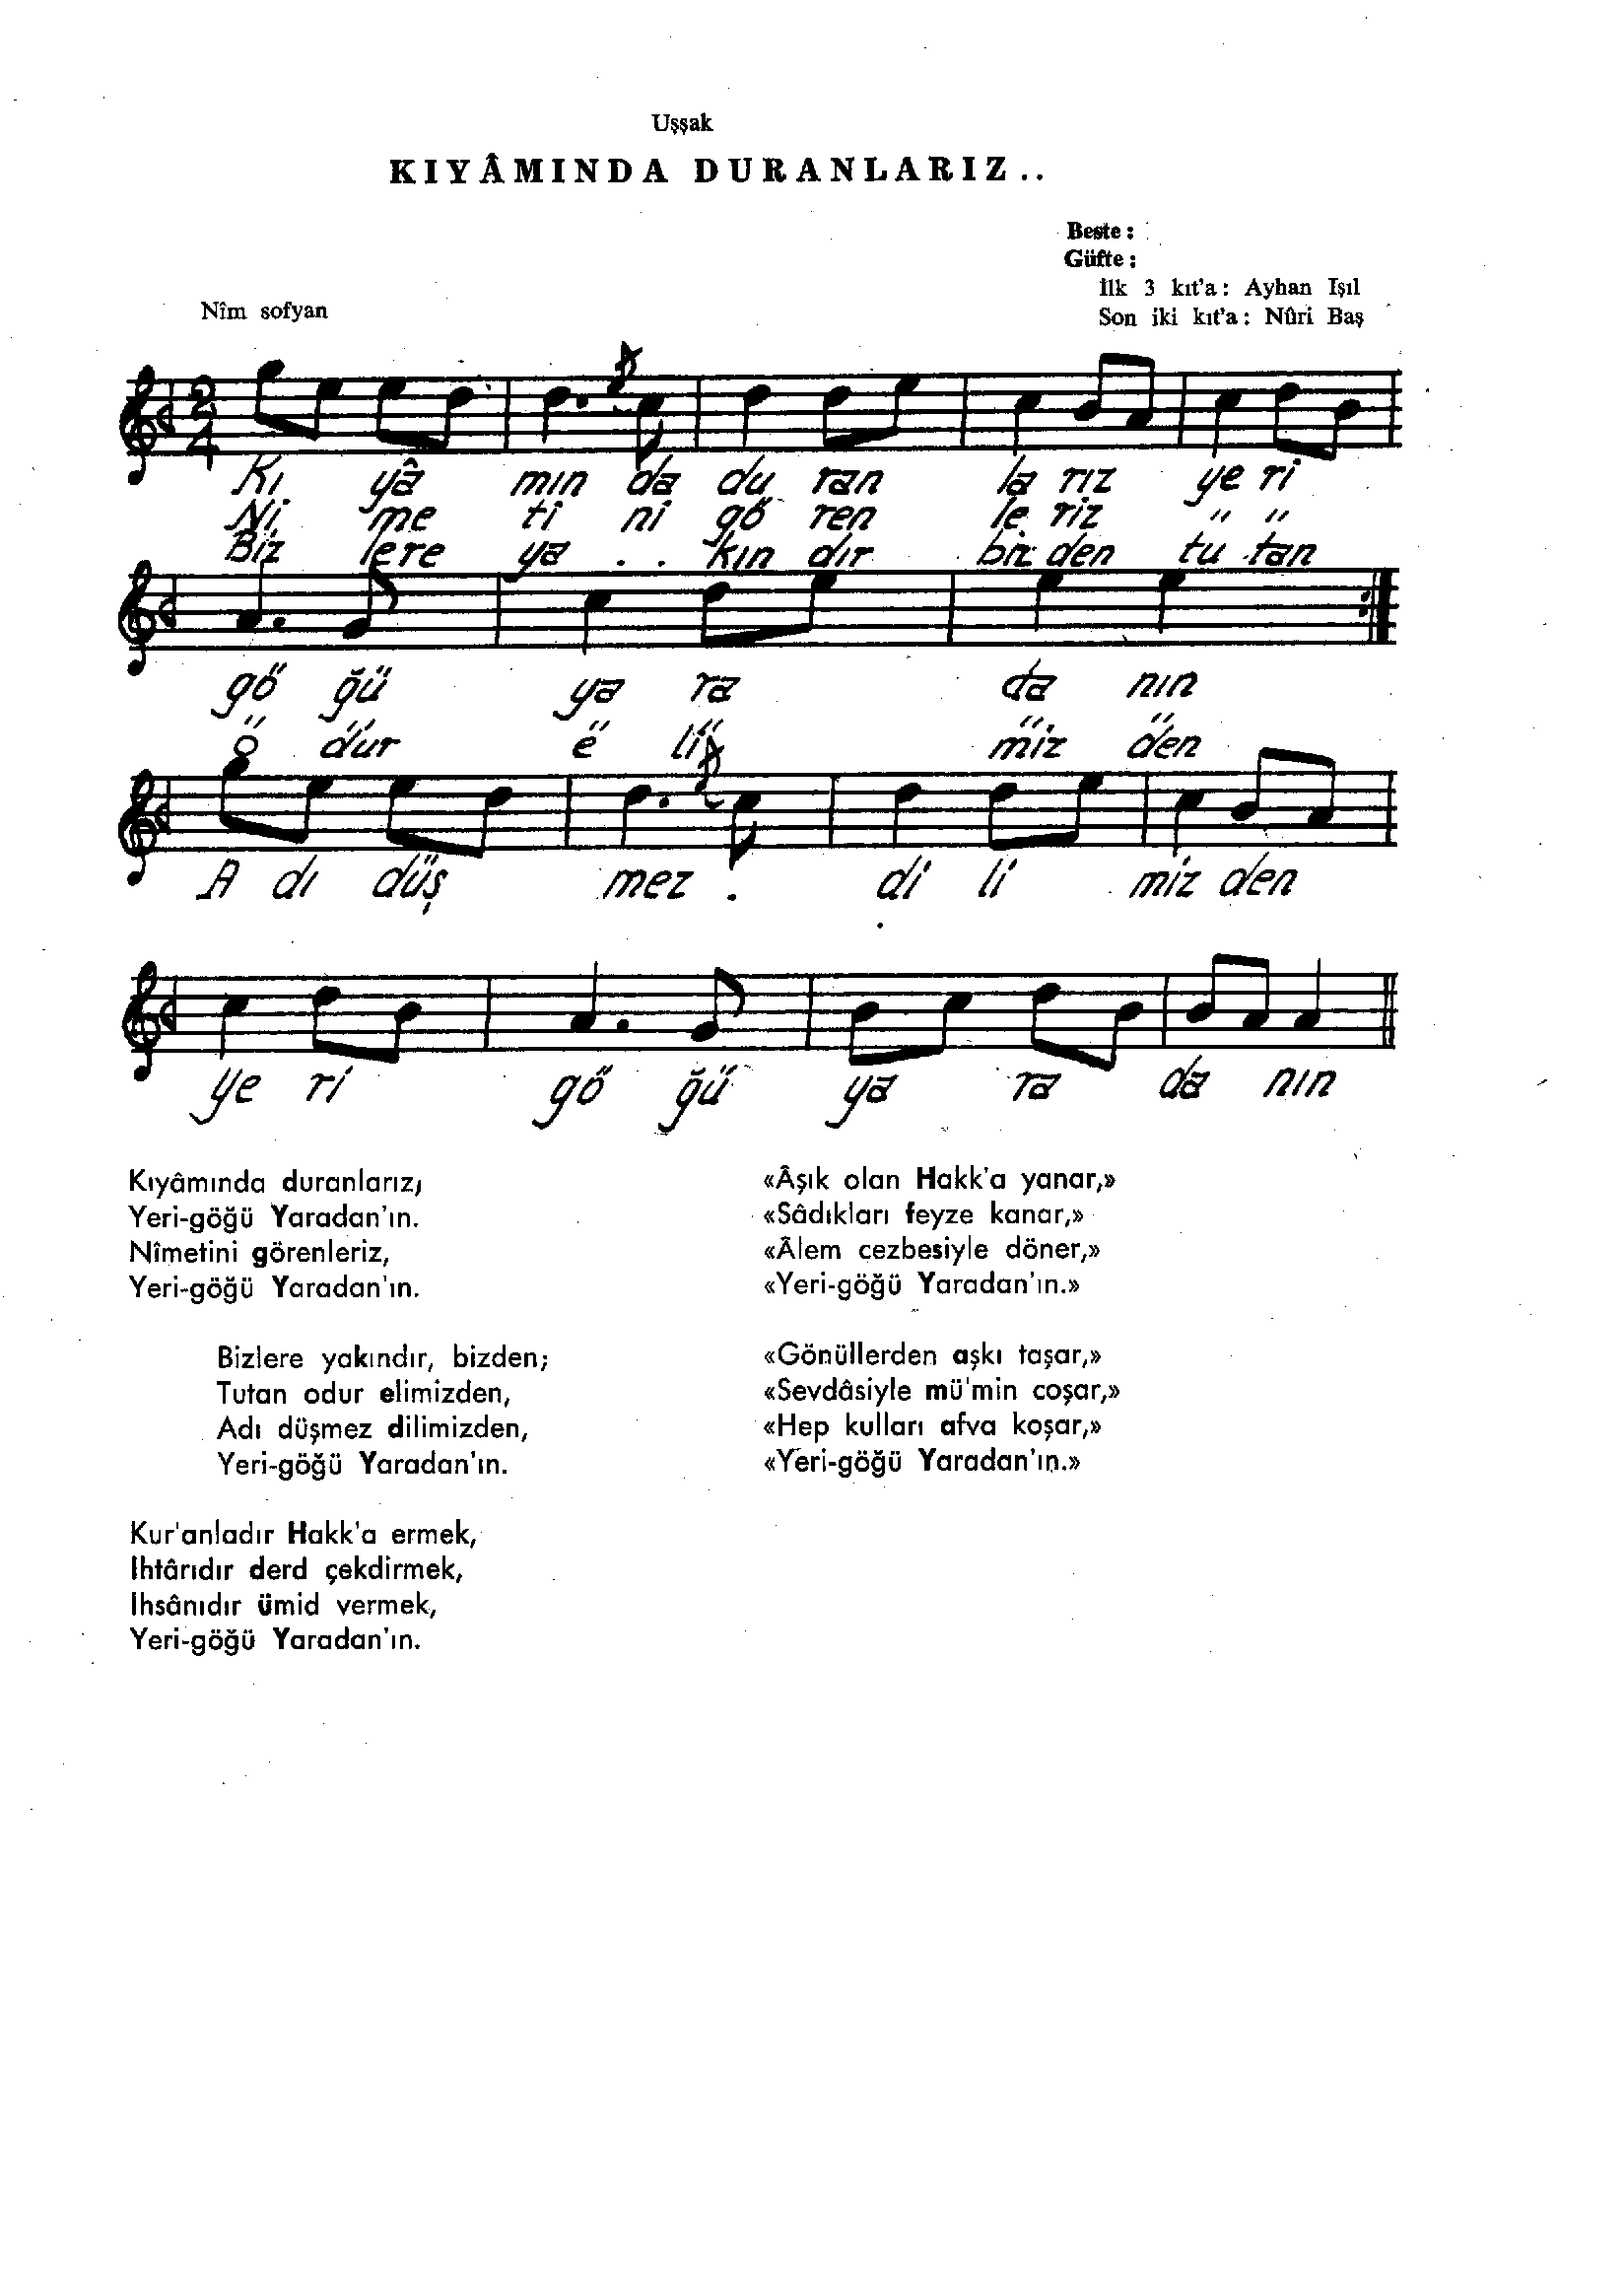 Uşşak
KIYÂMINDA DURANLARIZ..
Beste:
Güfte:
İlk 3 kıt'a: Ayhan Işıl
Son iki kıt'a: Nûri Baş
Nîm sofyan
2/4
Kı yâ mın da du ran la rız ye ri
Ni me ti ni gö ren le riz " "
Biz lere ya . . kın dır biz den tu tan
gö ğü ya ra da nın
" " " " " "
o dur e li miz den
A dı düş mez . di li miz den
ye ri gö ğü ya ra da nın
Kıyâmında duranlarız;
Yeri-göğü Yaradan'ın.
Nîmetini görenleriz,
Yeri-göğü Yaradan'ın.
Bizlere yakındır, bizden;
Tutan odur elimizden,
Adı düşmez dilimizden,
Yeri-göğü Yaradan'ın.
Kur'anladır Hakk'a ermek,
İhtârıdır derd çekdirmek,
İhsânıdır ümid vermek,
Yeri-göğü Yaradan'ın.
«Âşık olan Hakk'a yanar,»
«Sâdıkları feyze kanar,»
«Âlem cezbesiyle döner,»
«Yeri-göğü Yaradan'ın.»
«Gönüllerden aşkı taşar,»
«Sevdâsiyle mü'min coşar,»
«Hep kulları afva koşar,»
«Yeri-göğü Yaradan'ın.»